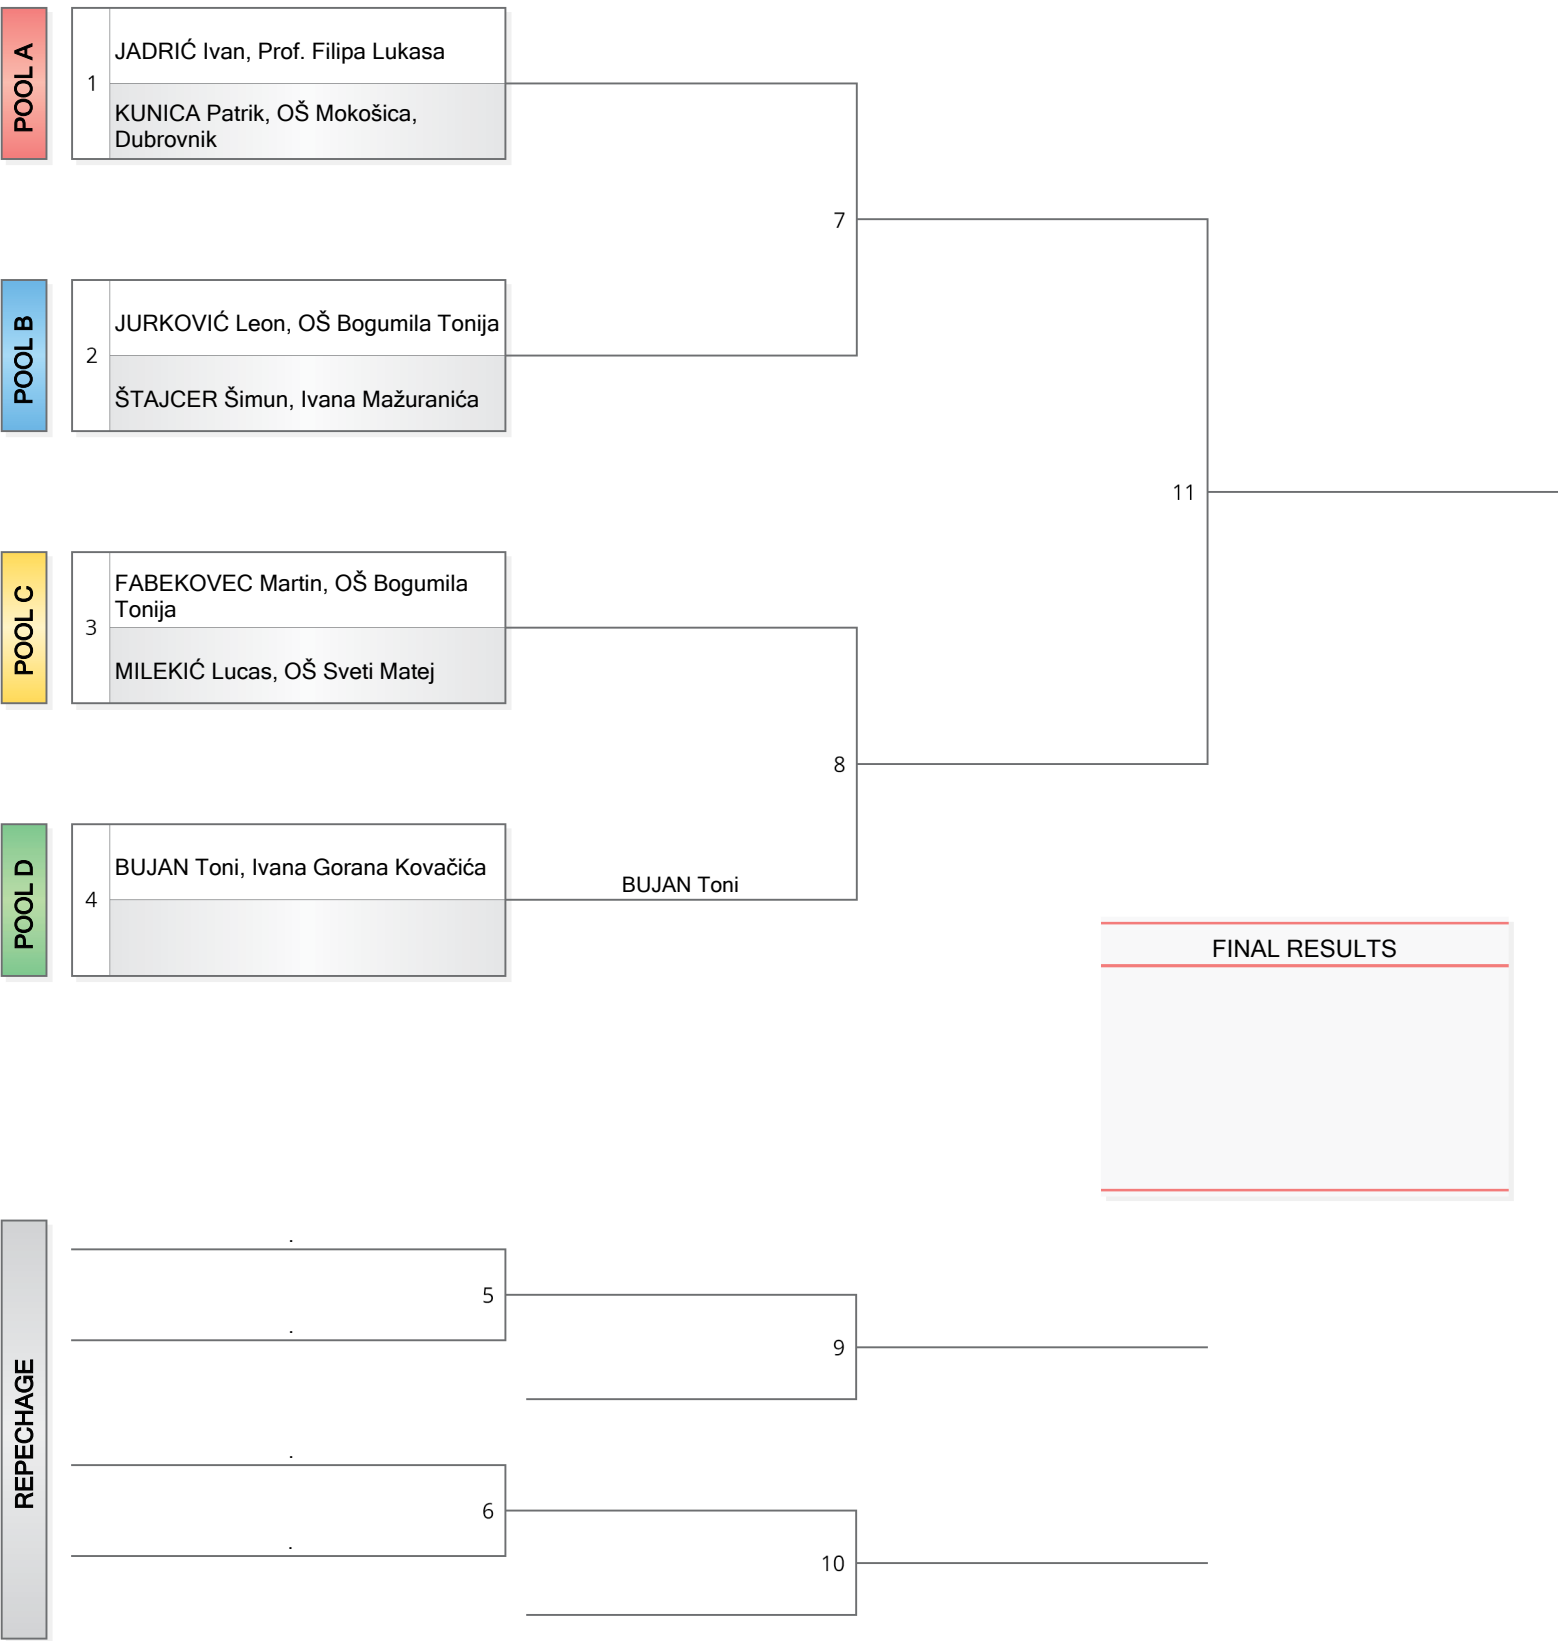 POOL A
1
JADRIĆ Ivan, Prof. Filipa Lukasa
KUNICA Patrik, OŠ Mokošica,
Dubrovnik
7
POOL B
2
JURKOVIĆ Leon, OŠ Bogumila Tonija
ŠTAJCER Šimun, Ivana Mažuranića
11
POOL C
3
FABEKOVEC Martin, OŠ Bogumila
Tonija
MILEKIĆ Lucas, OŠ Sveti Matej
8
POOL D
4
BUJAN Toni, Ivana Gorana Kovačića
BUJAN Toni
FINAL RESULTS
REPECHAGE
.
5
.
9
.
6
.
10